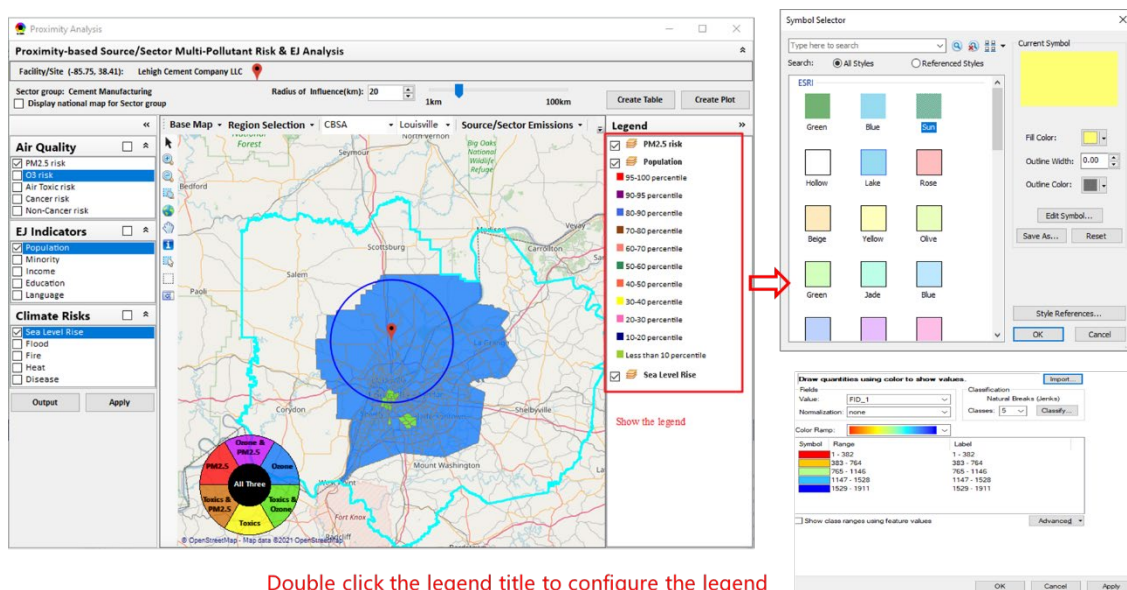 Proximity Analysis
Proximity-based Source/Sector Multi-Pollutant Risk & EJ Analysis
Facility/Site (-85.75, 38.41): Lehigh Cement Company LLC
Sector group: Cement Manufacturing
Display national map for Sector group
Radius of Influence(km): 20
1km 100km
Create Table Create Plot
Base Map Region Selection CBSA Louisville Source/Sector Emissions
Air Quality
PM2.5 risk
O3 risk
Air Toxic risk
Cancer risk
Non-Cancer risk
EJ Indicators
Population
Minority
Income
Education
Language
Climate Risks
Sea Level Rise
Flood
Fire
Heat
Disease
Output Apply
National
Forest
Seymour
North Vernon
Big Oaks
National
Wildlife
Refuge
Bedford
Madison
Vevay
Scottsburg
Carrollton
Salem
Paoli
La Grange
Corydon
Shelbyville
Mount Washington
Fort Knox
Radcliff
Ozone &
PM2.5
PM2.5
Ozone
All Three
Toxics &
PM2.5
Toxics &
Ozone
Toxics
© OpenStreetMap - Map data ©2021 OpenStreetMap
Legend
PM2.5 risk
Population
95-100 percentile
90-95 percentile
80-90 percentile
70-80 percentile
60-70 percentile
50-60 percentile
40-50 percentile
30-40 percentile
20-30 percentile
10-20 percentile
Less than 10 percentile
Sea Level Rise
Show the legend
Symbol Selector
Type here to search
Search: All Styles Referenced Styles
ESRI
Green Blue Sun
Hollow Lake Rose
Beige Yellow Olive
Green Jade Blue
Current Symbol
Fill Color:
Outline Width: 0.00
Outline Color:
Edit Symbol...
Save As... Reset
Style References...
OK Cancel
Draw quantities using color to show values.
Import...
Fields
Value: FID_1
Normalization: none
Classification
Natural Breaks (Jenks)
Classes: 5 Classify...
Color Ramp:
Symbol Range Label
1 - 382 1 - 382
383 - 764 383 - 764
765 - 1146 765 - 1146
1147 - 1528 1147 - 1528
1529 - 1911 1529 - 1911
Show class ranges using feature values
Advanced
OK Cancel Apply
Double click the legend title to configure the legend